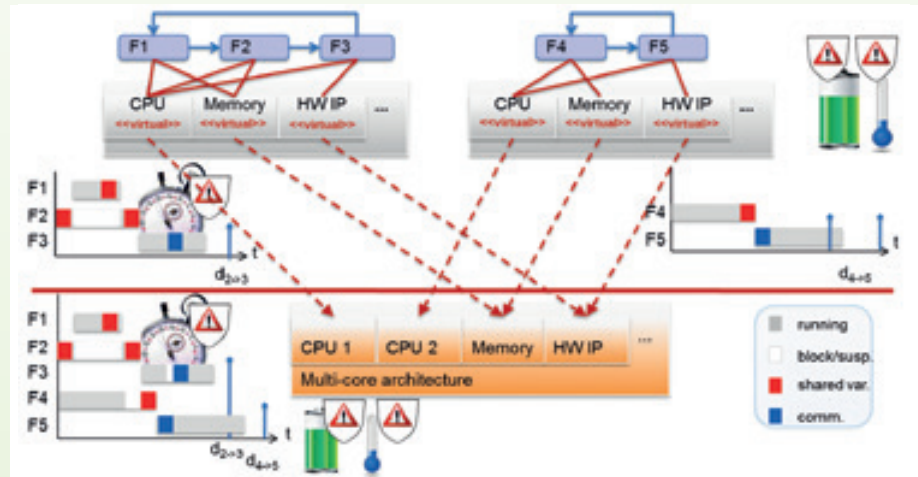 F1 F2 F3
F4 F5
CPU Memory HW IP ...
<<virtual>> <<virtual>> <<virtual>>
CPU Memory HW IP ...
<<virtual>> <<virtual>> <<virtual>>
F1
F2
F3
t
d2->3
F4
F5
t
d4->5
F1
F2
F3
F4
F5
t
d2->3
d4->5
CPU 1 CPU 2 Memory HW IP ...
Multi-core architecture
running
block/susp.
shared var.
comm.